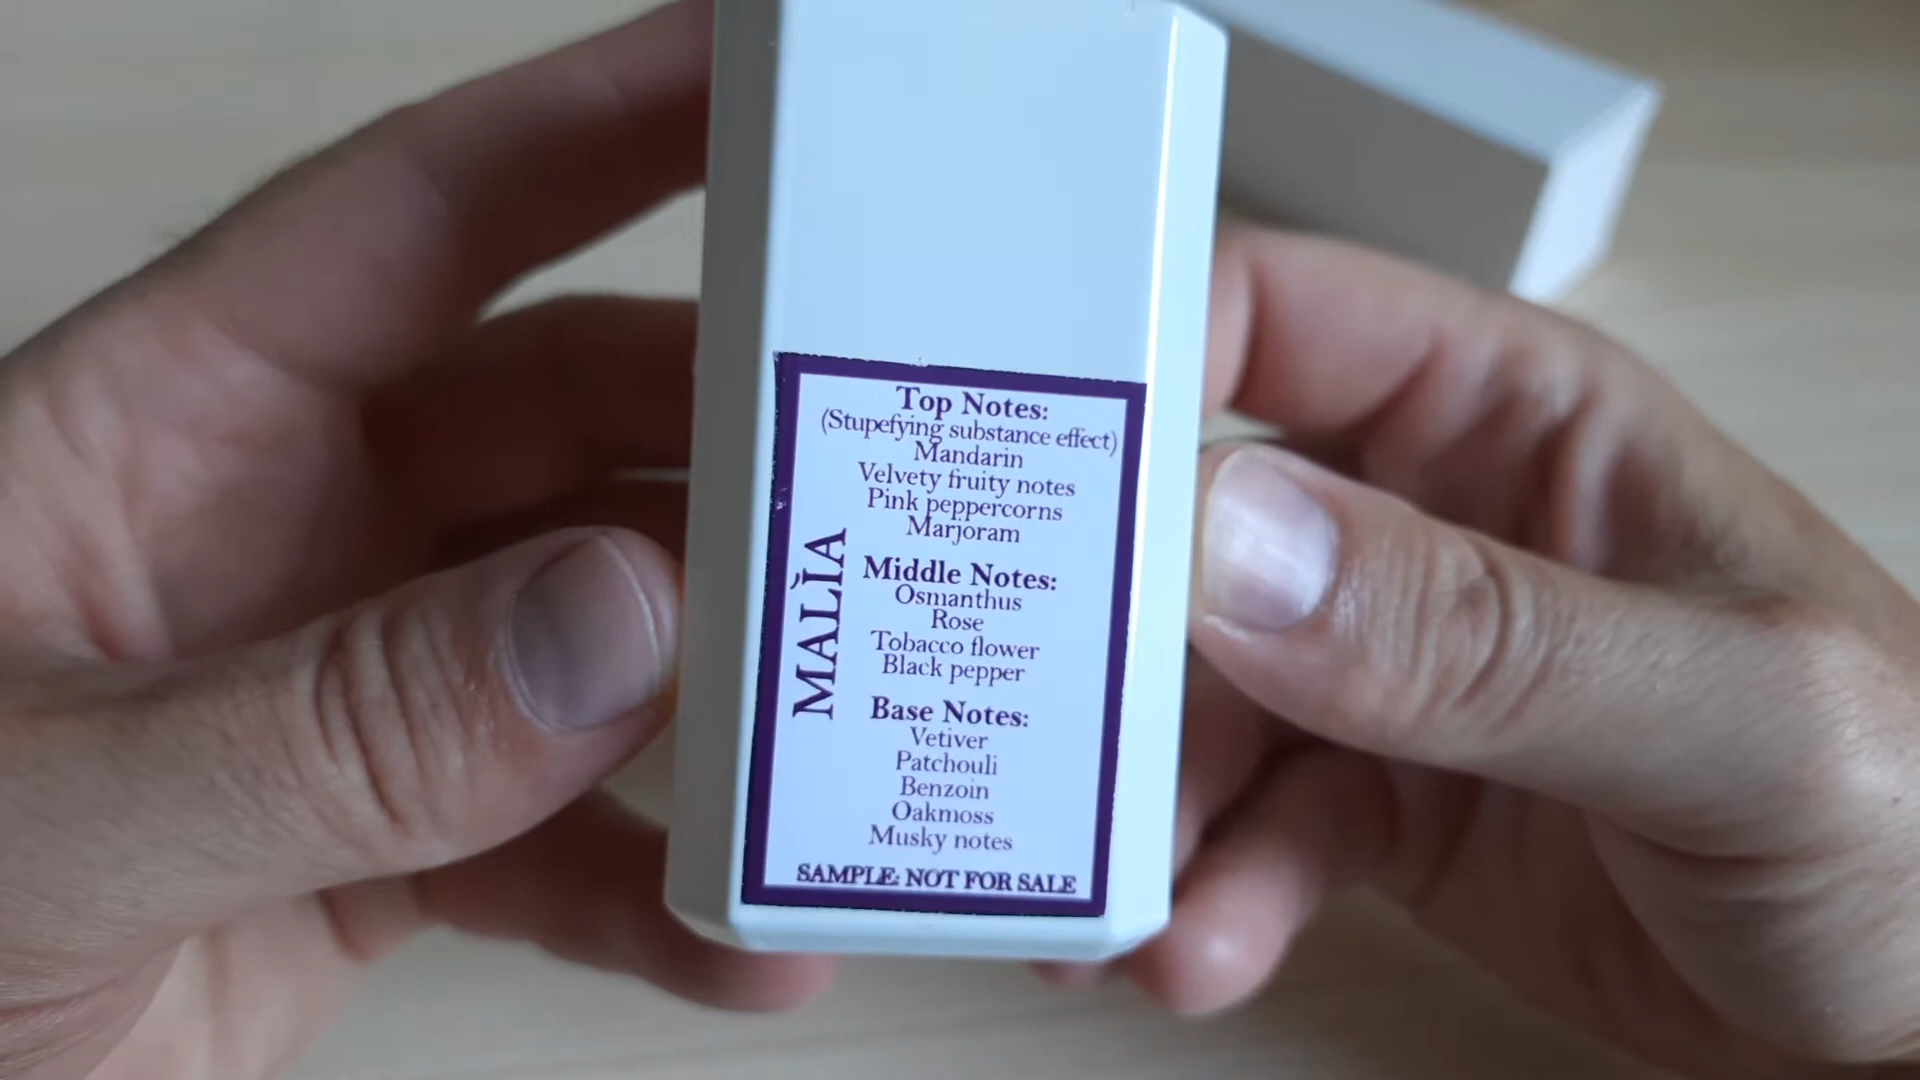 MALÌA
Top Notes:
(Stupefying substance effect)
Mandarin
Velvety fruity notes
Pink peppercorns
Marjoram
Middle Notes:
Osmanthus
Rose
Tobacco flower
Black pepper
Base Notes:
Vetiver
Patchouli
Benzoin
Oakmoss
Musky notes
SAMPLE: NOT FOR SALE